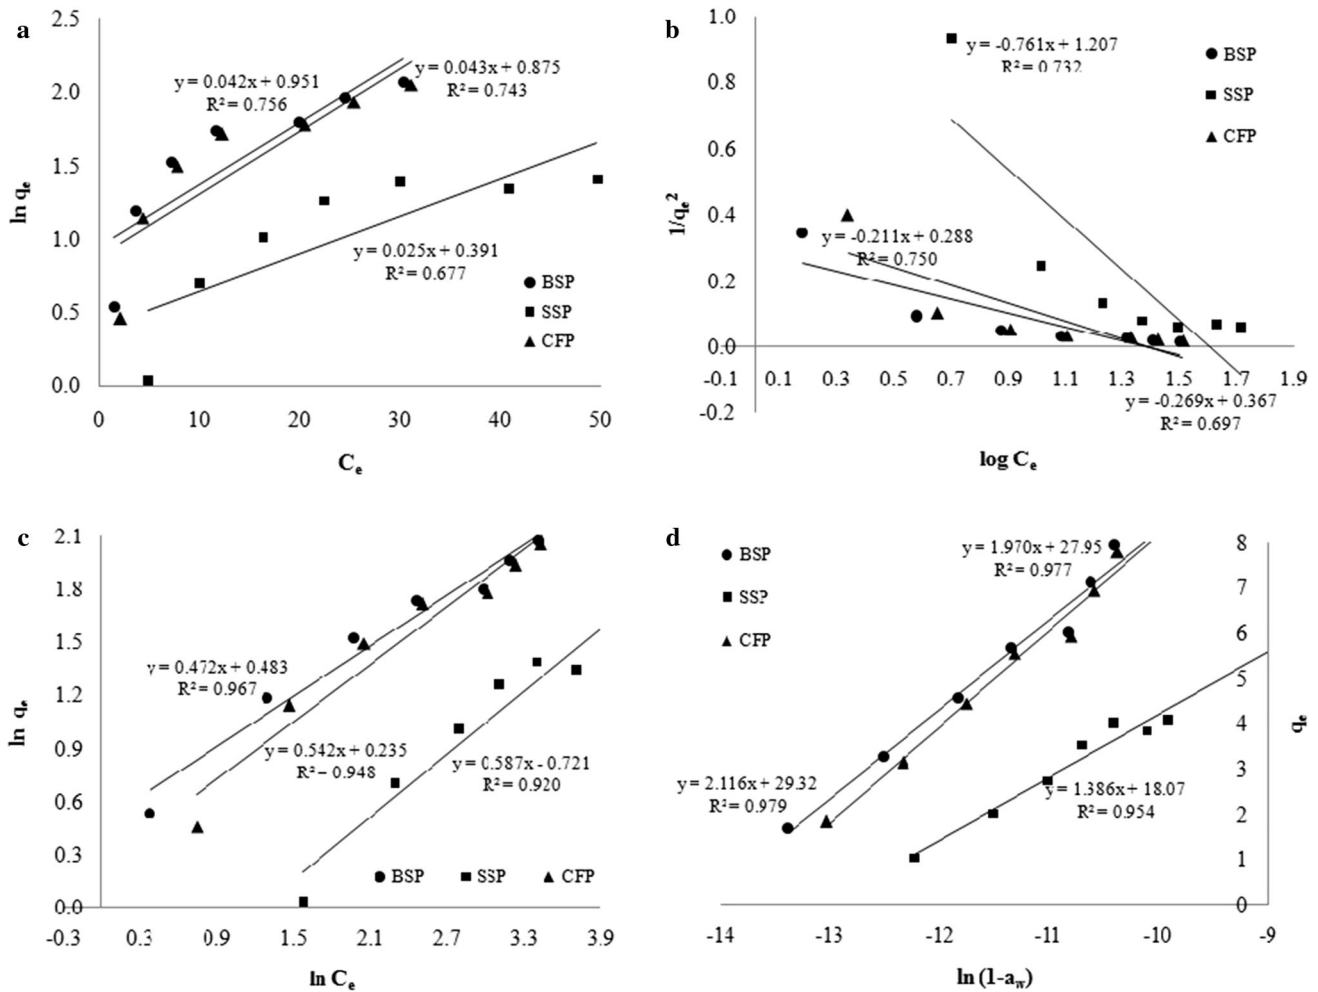 a
2.5
2.0
1.5
1.0
0.5
0.0
ln qe
0 10 20 30 40 50
Ce
y = 0.042x + 0.951
R² = 0.756
y = 0.043x + 0.875
R² = 0.743
y = 0.025x + 0.391
R² = 0.677
BSP
SSP
CFP
b
1.0
0.8
0.6
0.4
0.2
0.0
-0.2
1/qe2
-0.1 0.1 0.3 0.5 0.7 0.9 1.1 1.3 1.5 1.7 1.9
log Ce
y = -0.761x + 1.207
R² = 0.732
y = -0.211x + 0.288
R² = 0.750
y = -0.269x + 0.367
R² = 0.697
BSP
SSP
CFP
c
2.1
1.8
1.5
1.2
0.9
0.6
0.3
0.0
ln qe
-0.3 0.3 0.9 1.5 2.1 2.7 3.3 3.9
ln Ce
y = 0.472x + 0.483
R² = 0.967
y = 0.542x + 0.235
R² = 0.948
y = 0.587x - 0.721
R² = 0.920
BSP SSP CFP
d
BSP
SSP
CFP
y = 1.970x + 27.95
R² = 0.977
y = 2.116x + 29.32
R² = 0.979
y = 1.386x + 18.07
R² = 0.954
8
7
6
5
4
3
2
1
0
qe
-14 -13 -12 -11 -10 -9
ln (1-aw)